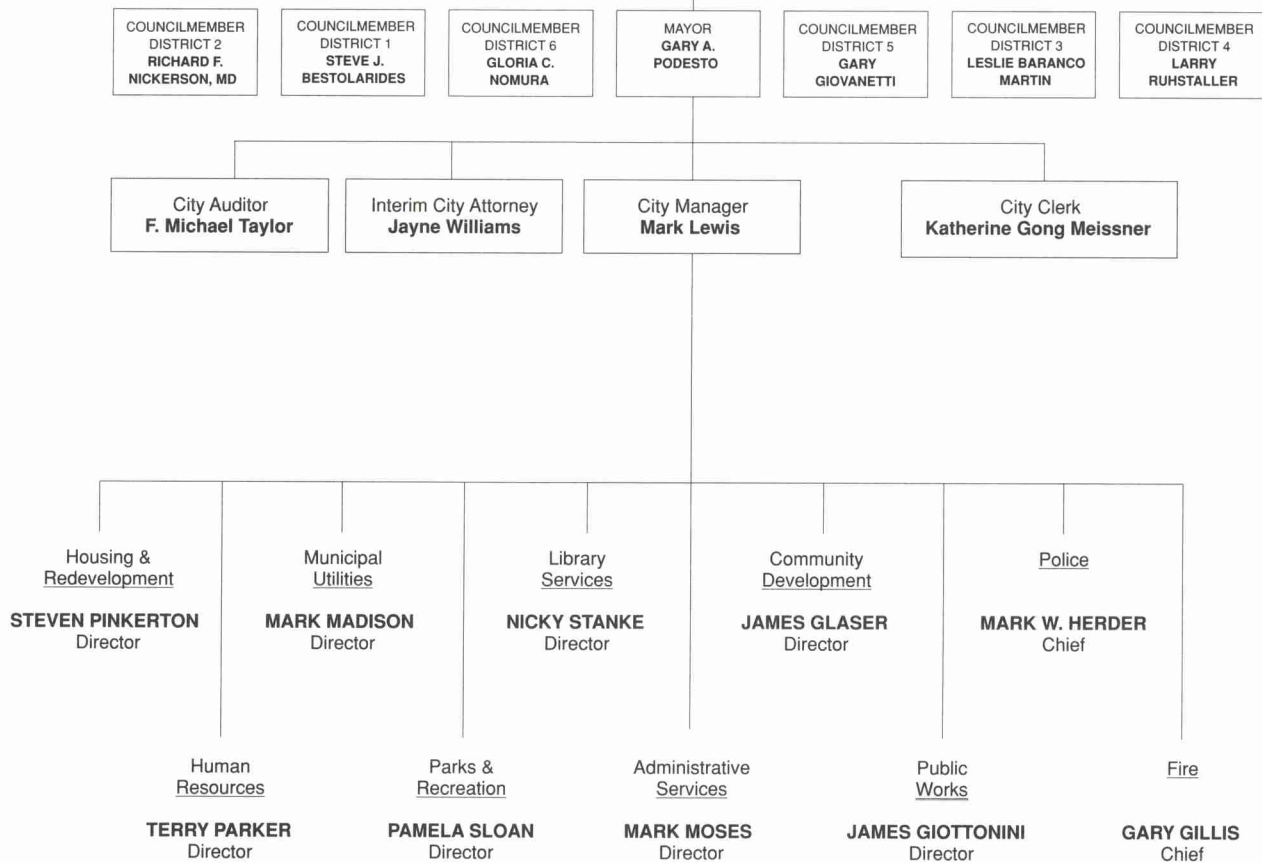 COUNCILMEMBER
DISTRICT 2
RICHARD F.
NICKERSON, MD
COUNCILMEMBER
DISTRICT 1
STEVE J.
BESTOLARIDES
COUNCILMEMBER
DISTRICT 6
GLORIA C.
NOMURA
MAYOR
GARY A.
PODESTO
COUNCILMEMBER
DISTRICT 5
GARY
GIOVANETTI
COUNCILMEMBER
DISTRICT 3
LESLIE BARANCO
MARTIN
COUNCILMEMBER
DISTRICT 4
LARRY
RUHSTALLER
City Auditor
F. Michael Taylor
Interim City Attorney
Jayne Williams
City Manager
Mark Lewis
City Clerk
Katherine Gong Meissner
Housing &
Redevelopment
STEVEN PINKERTON
Director
Municipal
Utilities
MARK MADISON
Director
Library
Services
NICKY STANKE
Director
Community
Development
JAMES GLASER
Director
Police
MARK W. HERDER
Chief
Human
Resources
TERRY PARKER
Director
Parks &
Recreation
PAMELA SLOAN
Director
Administrative
Services
MARK MOSES
Director
Public
Works
JAMES GIOTTONINI
Director
Fire
GARY GILLIS
Chief